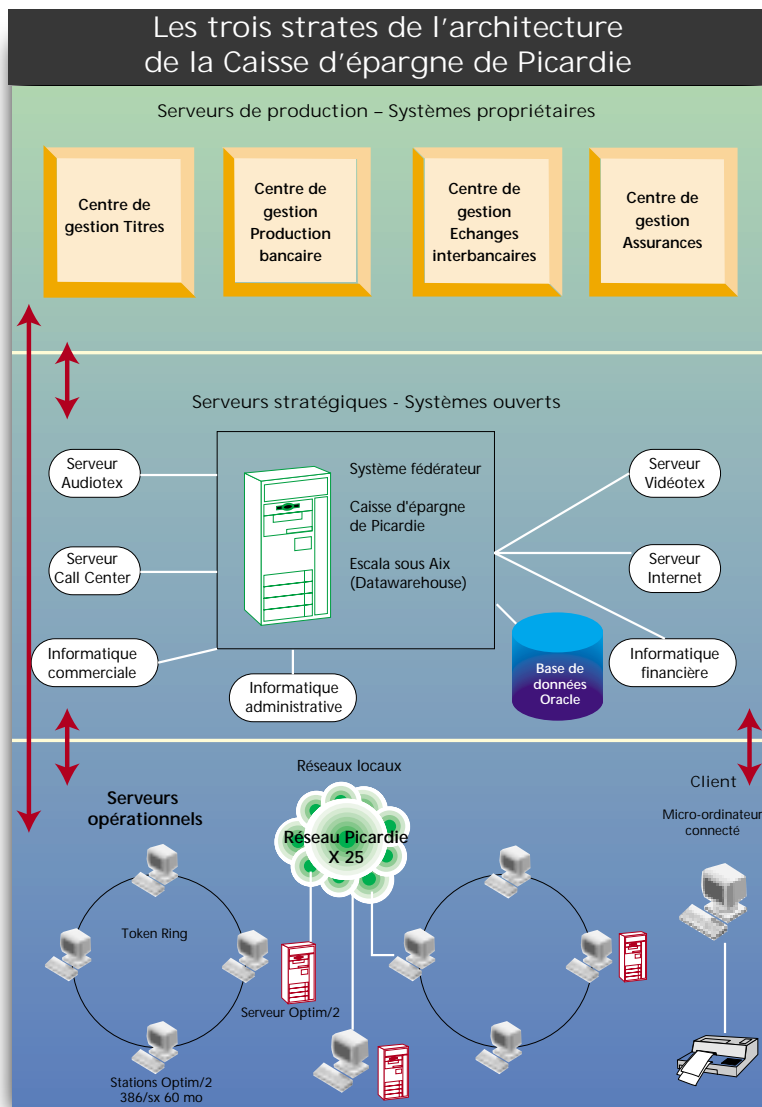 Les trois strates de l'architecture
de la Caisse d'épargne de Picardie
Serveurs de production – Systèmes propriétaires
Centre de
gestion Titres
Centre de
gestion
Production
bancaire
Centre de
gestion
Echanges
interbancaires
Centre de
gestion
Assurances
Serveurs stratégiques - Systèmes ouverts
Serveur
Audiotex
Système fédérateur
Caisse d'épargne
de Picardie
Escala sous Aix
(Datawarehouse)
Serveur
Vidéotex
Serveur
Call Center
Serveur
Internet
Informatique
commerciale
Informatique
administrative
Base de
données
Oracle
Informatique
financière
Réseaux locaux
Serveurs
opérationnels
Réseau Picardie
X 25
Client
Micro-ordinateur
connecté
Token Ring
Serveur Optim/2
Stations Optim/2
386/sx 60 mo